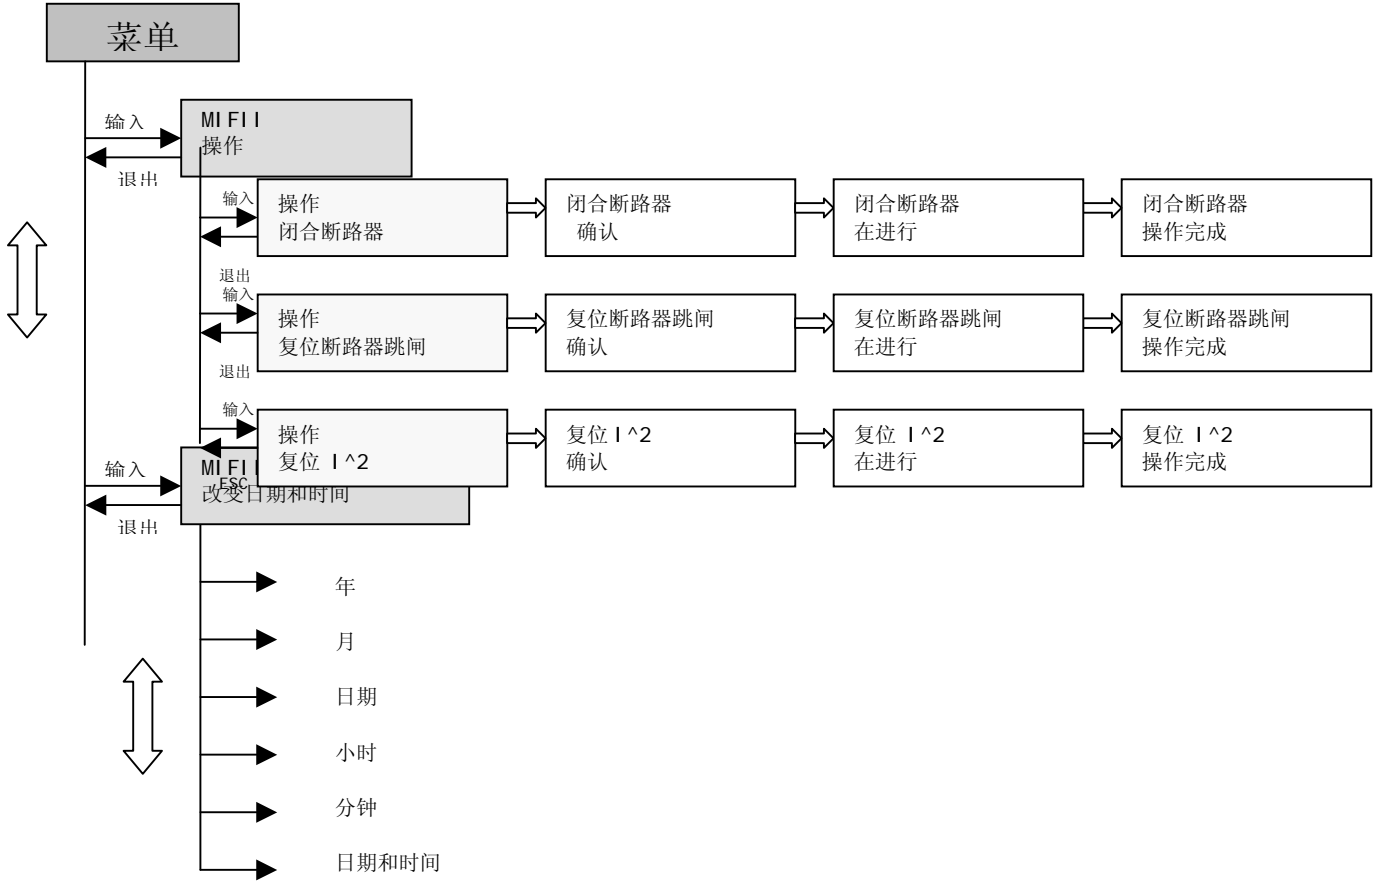 菜单
输入
MIFII
操作
退出
输入
操作
闭合断路器
闭合断路器
确认
闭合断路器
在进行
闭合断路器
操作完成
退出
输入
操作
复位断路器跳闸
复位断路器跳闸
确认
复位断路器跳闸
在进行
复位断路器跳闸
操作完成
退出
输入
操作
复位 I^2
复位 I^2
确认
复位 I^2
在进行
复位 I^2
操作完成
ESC
输入
MIFII
改变日期和时间
退出
年
月
日期
小时
分钟
日期和时间